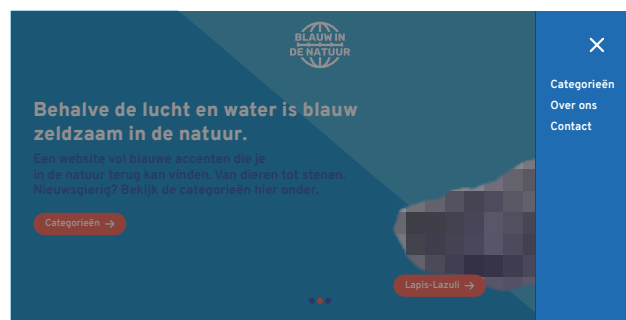 BLAUW IN
DE NATUUR
Categorieën
Over ons
Contact
Behalve de lucht en water is blauw
zeldzaam in de natuur.
Een website vol blauwe accenten die je
in de natuur terug kan vinden. Van dieren tot stenen.
Nieuwsgierig? Bekijk de categorieën hier onder.
Categorieën →
Lapis-Lazuli →